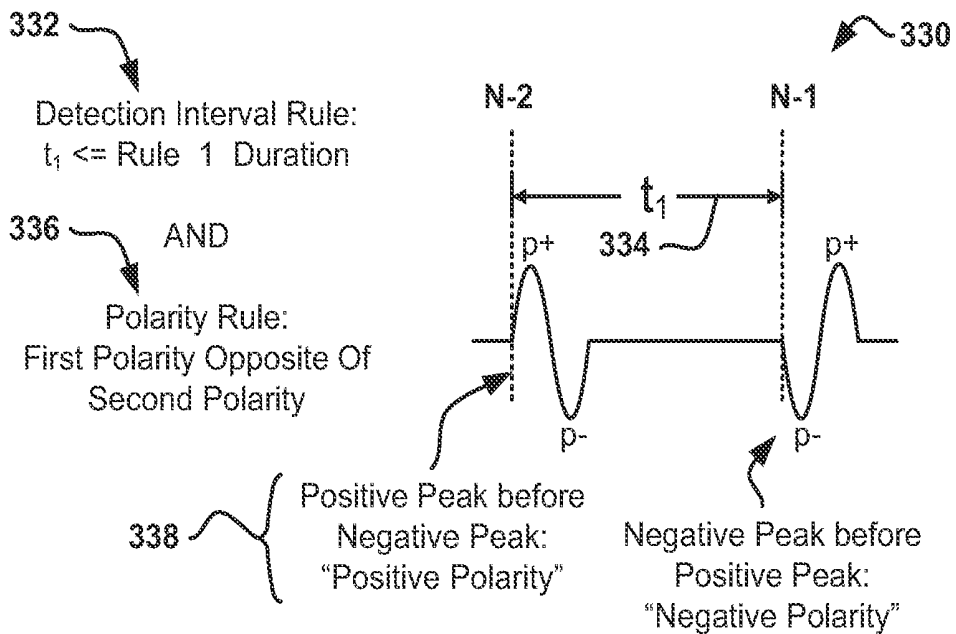 332
330
Detection Interval Rule:
t₁ <= Rule 1 Duration
N-2
N-1
t₁
334
336
AND
Polarity Rule:
First Polarity Opposite Of
Second Polarity
p+
p-
p+
p-
338
Positive Peak before
Negative Peak:
“Positive Polarity”
Negative Peak before
Positive Peak:
“Negative Polarity”